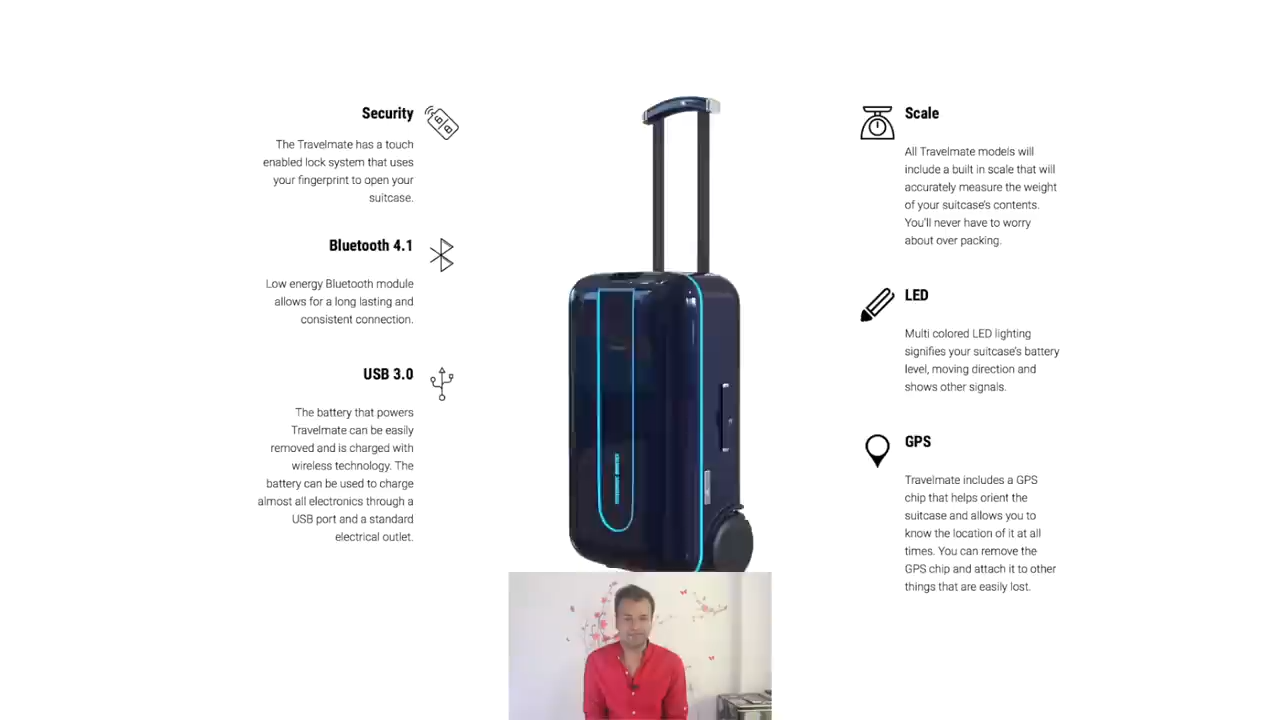 Security
The Travelmate has a touch
enabled lock system that uses
your fingerprint to open your
suitcase.
Bluetooth 4.1
Low energy Bluetooth module
allows for a long lasting and
consistent connection.
USB 3.0
The battery that powers
Travelmate can be easily
removed and is charged with
wireless technology. The
battery can be used to charge
almost all electronics through a
USB port and a standard
electrical outlet.
Scale
All Travelmate models will
include a built in scale that will
accurately measure the weight
of your suitcase's contents.
You'll never have to worry
about over packing.
LED
Multi colored LED lighting
signifies your suitcase's battery
level, moving direction and
shows other signals.
GPS
Travelmate includes a GPS
chip that helps orient the
suitcase and allows you to
know the location of it at all
times. You can remove the
GPS chip and attach it to other
things that are easily lost.